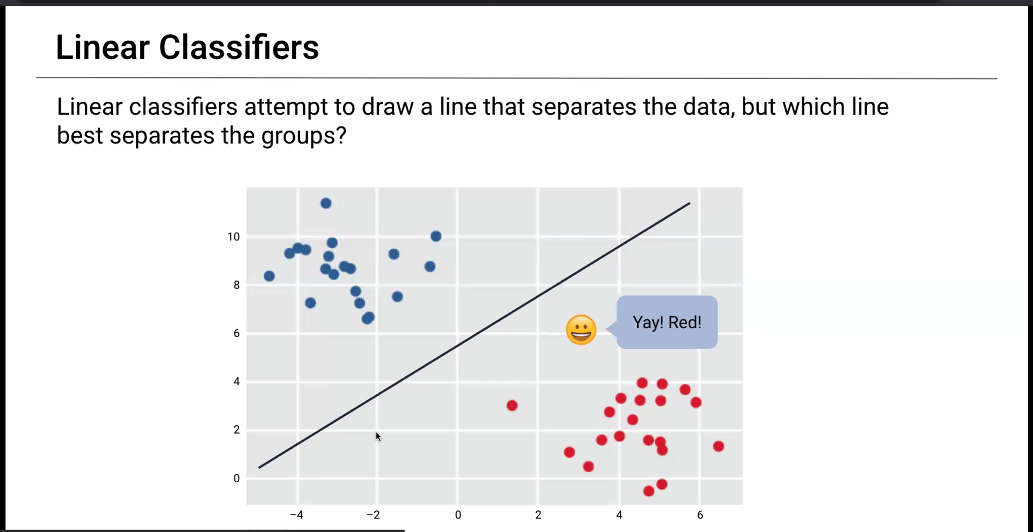 Linear Classifiers
Linear classifiers attempt to draw a line that separates the data, but which line
best separates the groups?
10
8
6
Yay! Red!
4
2
0
−4 −2 0 2 4 6